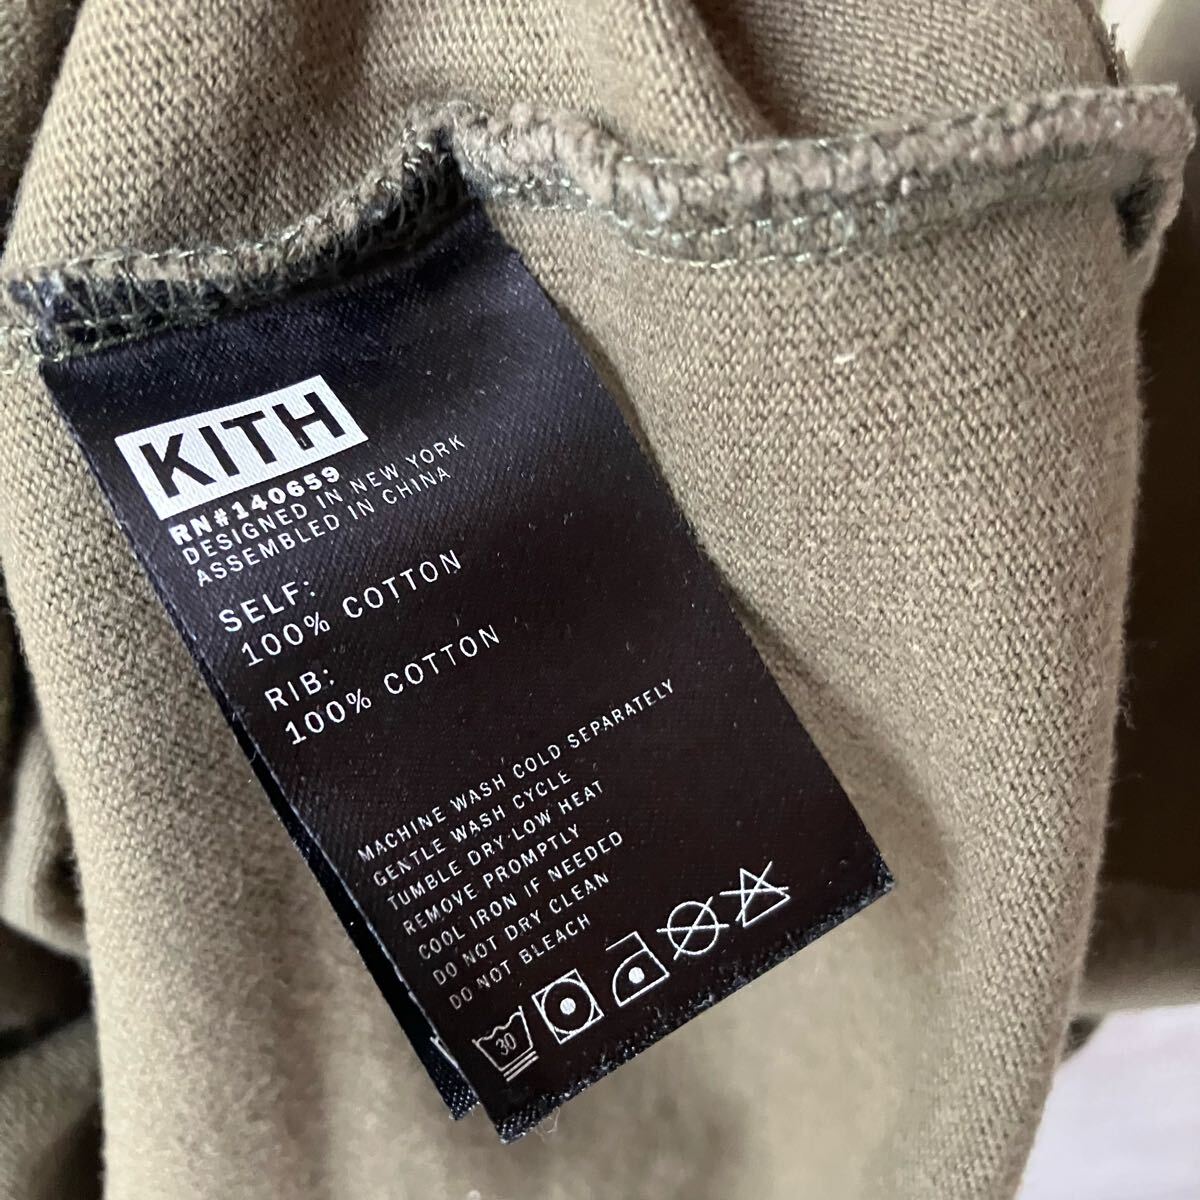 KITH
RN#140659
DESIGNED IN NEW YORK
ASSEMBLED IN CHINA
SELF:
100% COTTON
RIB:
100% COTTON
MACHINE WASH COLD SEPARATELY
GENTLE WASH CYCLE
TUMBLE DRY LOW HEAT
REMOVE PROMPTLY
COOL IRON IF NEEDED
DO NOT DRY CLEAN
DO NOT BLEACH
30